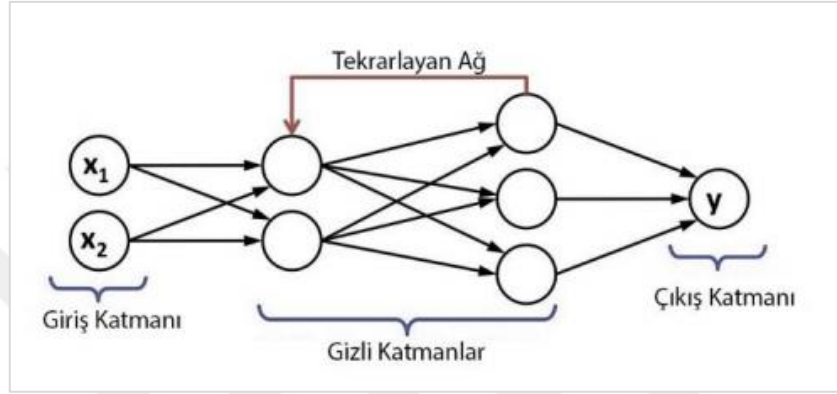 Tekrarlayan Ağ
x₁
x₂
y
Giriş Katmanı
Gizli Katmanlar
Çıkış Katmanı